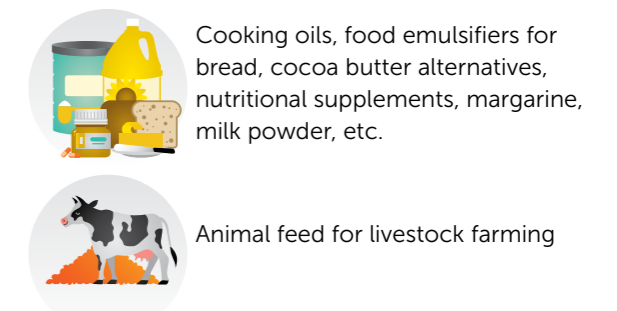 Cooking oils, food emulsifiers for
bread, cocoa butter alternatives,
nutritional supplements, margarine,
milk powder, etc.
Animal feed for livestock farming